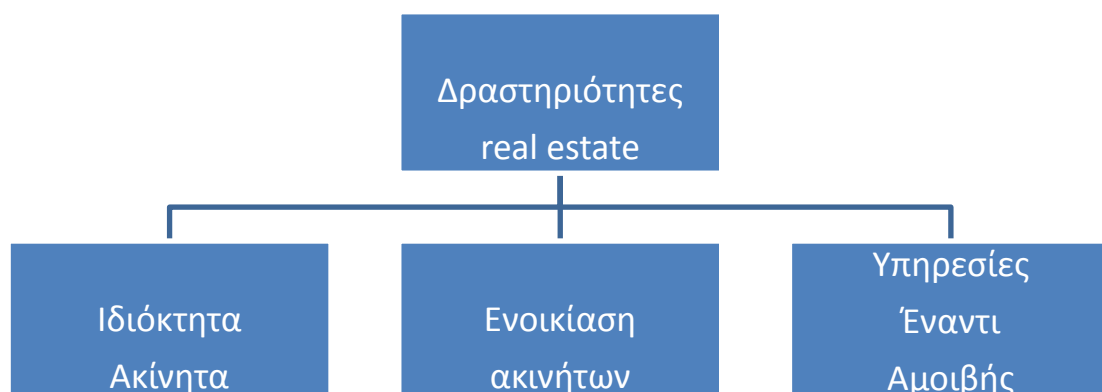 Δραστηριότητες
real estate
Ιδιόκτητα
Ακίνητα
Ενοικίαση
ακινήτων
Υπηρεσίες
Έναντι
Αμοιβής